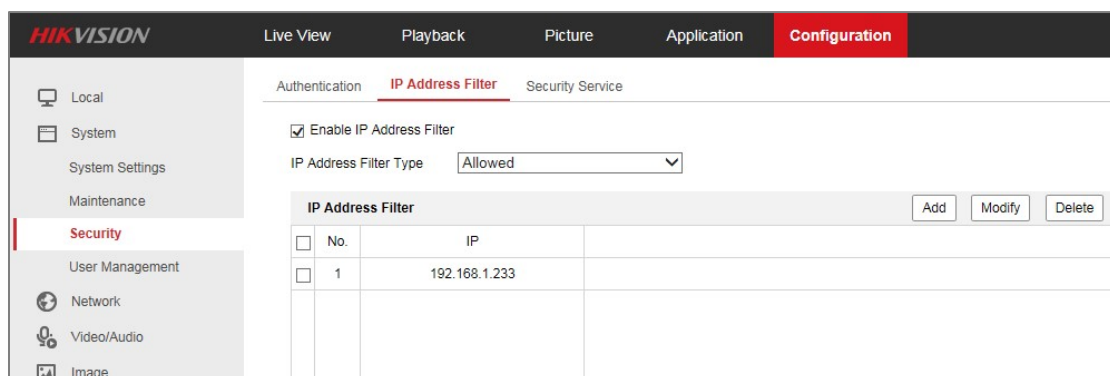 HIKVISION Live View Playback Picture Application Configuration
Authentication IP Address Filter Security Service
Local
Enable IP Address Filter
System
IP Address Filter Type Allowed
System Settings
Maintenance
IP Address Filter Add Modify Delete
Security
No. IP
User Management
1 192.168.1.233
Network
Video/Audio
Image